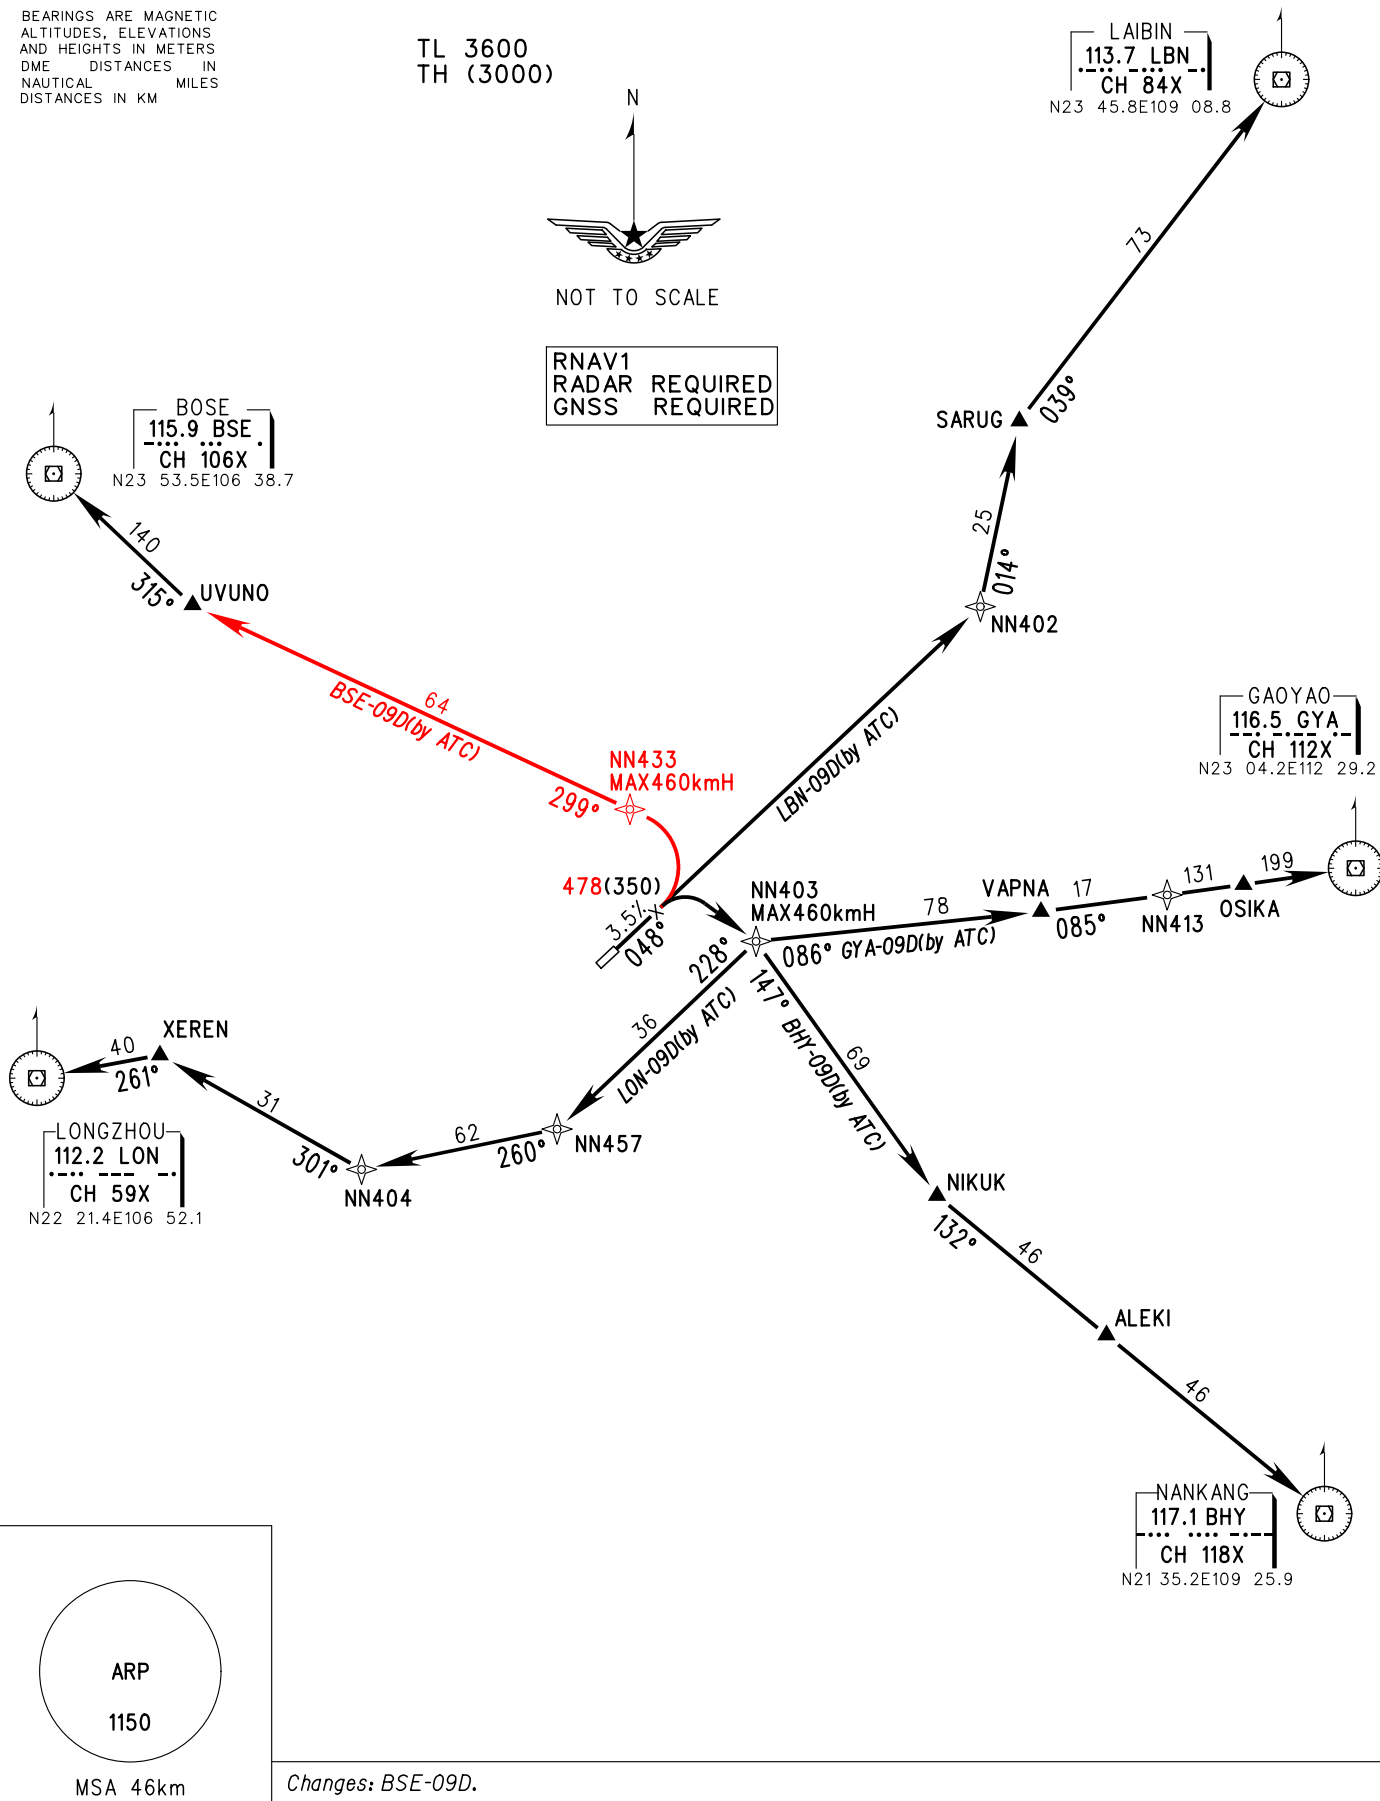 BEARINGS ARE MAGNETIC
ALTITUDES, ELEVATIONS
AND HEIGHTS IN METERS
DME DISTANCES IN
NAUTICAL MILES
DISTANCES IN KM
TL 3600
TH (3000)
N
NOT TO SCALE
RNAV1
RADAR REQUIRED
GNSS REQUIRED
LAIBIN
113.7 LBN
CH 84X
N23 45.8E109 08.8
73
039°
SARUG
25
014°
NN402
LBN-09D(by ATC)
BOSE
115.9 BSE
CH 106X
N23 53.5E106 38.7
140
315°
UVUNO
64
BSE-09D(by ATC)
NN433
MAX460kmH
299°
GAOYAO
116.5 GYA
CH 112X
N23 04.2E112 29.2
478(350)
3.5%
048°
NN403
MAX460kmH
78
086° GYA-09D(by ATC)
VAPNA
17
085°
NN413
131
OSIKA
199
228°
36
LON-09D(by ATC)
147° BHY-09D(by ATC)
69
XEREN
40
261°
31
301°
NN404
62
260°
NN457
LONGZHOU
112.2 LON
CH 59X
N22 21.4E106 52.1
NIKUK
132°
46
ALEKI
46
NANKANG
117.1 BHY
CH 118X
N21 35.2E109 25.9
ARP
1150
MSA 46km
Changes: BSE-09D.